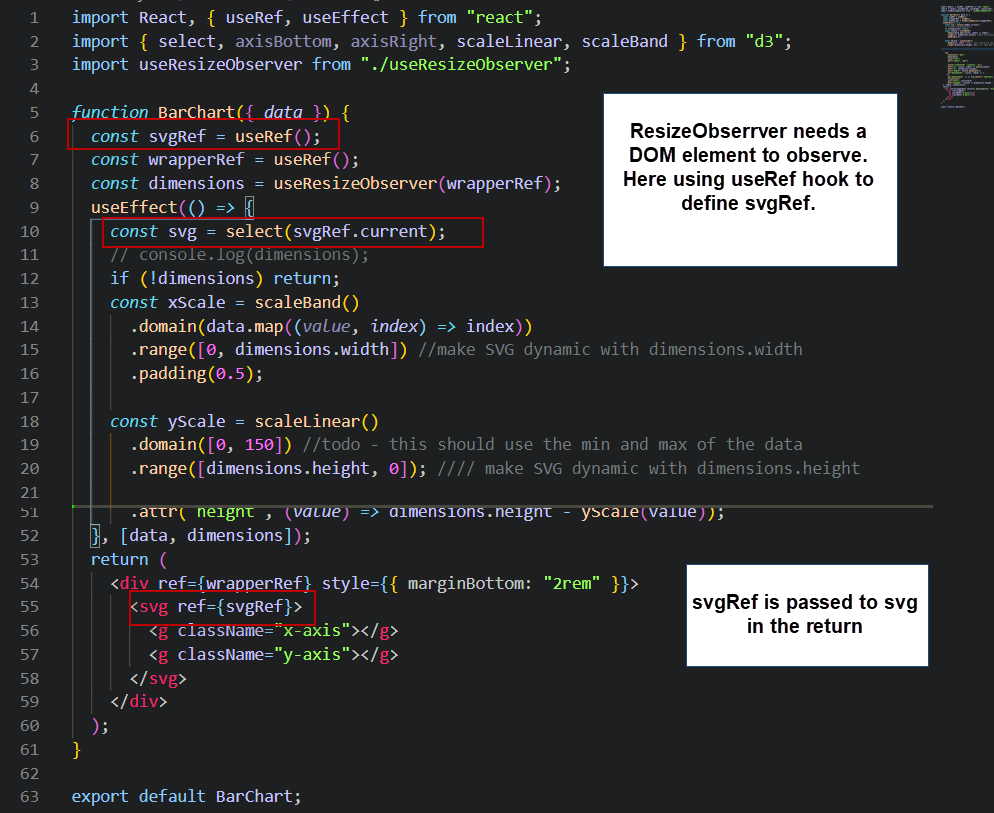 1 import React, { useRef, useEffect } from "react";
2 import { select, axisBottom, axisRight, scaleLinear, scaleBand } from "d3";
3 import useResizeObserver from "./useResizeObserver";
4
5 function BarChart({ data }) {
6 const svgRef = useRef();
7 const wrapperRef = useRef();
8 const dimensions = useResizeObserver(wrapperRef);
9 useEffect(() => {
10 const svg = select(svgRef.current);
11 // console.log(dimensions);
12 if (!dimensions) return;
13 const xScale = scaleBand()
14 .domain(data.map((value, index) => index))
15 .range([0, dimensions.width]) //make SVG dynamic with dimensions.width
16 .padding(0.5);
17
18 const yScale = scaleLinear()
19 .domain([0, 150]) //todo - this should use the min and max of the data
20 .range([dimensions.height, 0]); //// make SVG dynamic with dimensions.height
21
51 .attr( height , (value) => dimensions.height - yScale(value));
52 }, [data, dimensions]);
53 return (
54 <div ref={wrapperRef} style={{ marginBottom: "2rem" }}>
55 <svg ref={svgRef}>
56 <g className="x-axis"></g>
57 <g className="y-axis"></g>
58 </svg>
59 </div>
60 );
61 }
62
63 export default BarChart;
ResizeObserrver needs a
DOM element to observe.
Here using useRef hook to
define svgRef.
svgRef is passed to svg
in the return